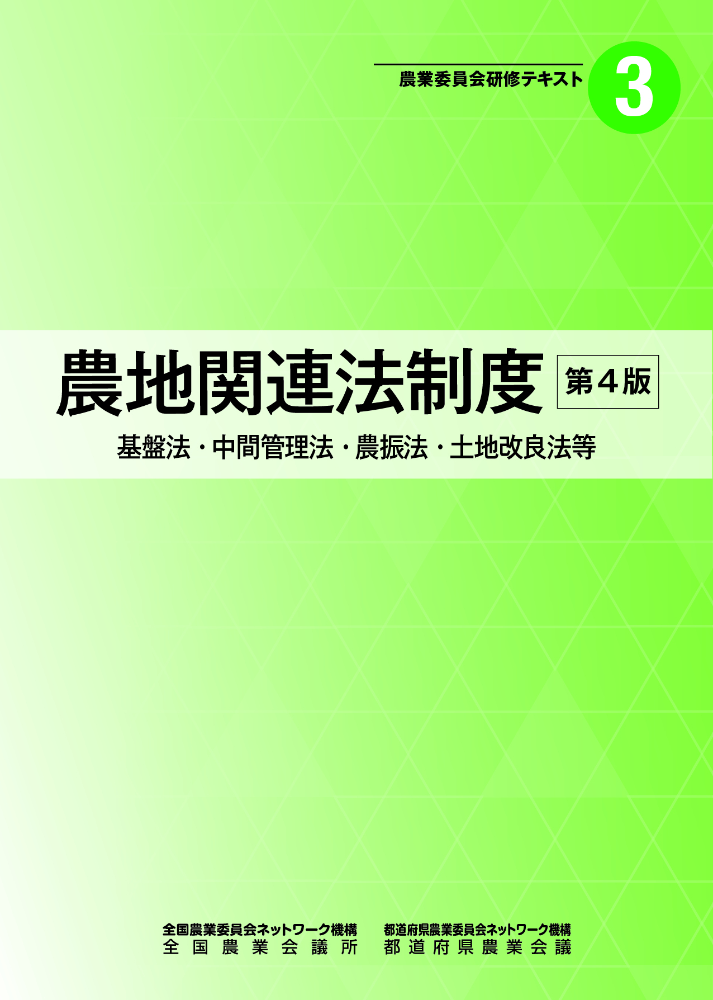 農業委員会研修テキスト
3
農地関連法制度 第4版
基盤法・中間管理法・農振法・土地改良法等
全国農業委員会ネットワーク機構 都道府県農業委員会ネットワーク機構
全国農業会議所 都道府県農業会議